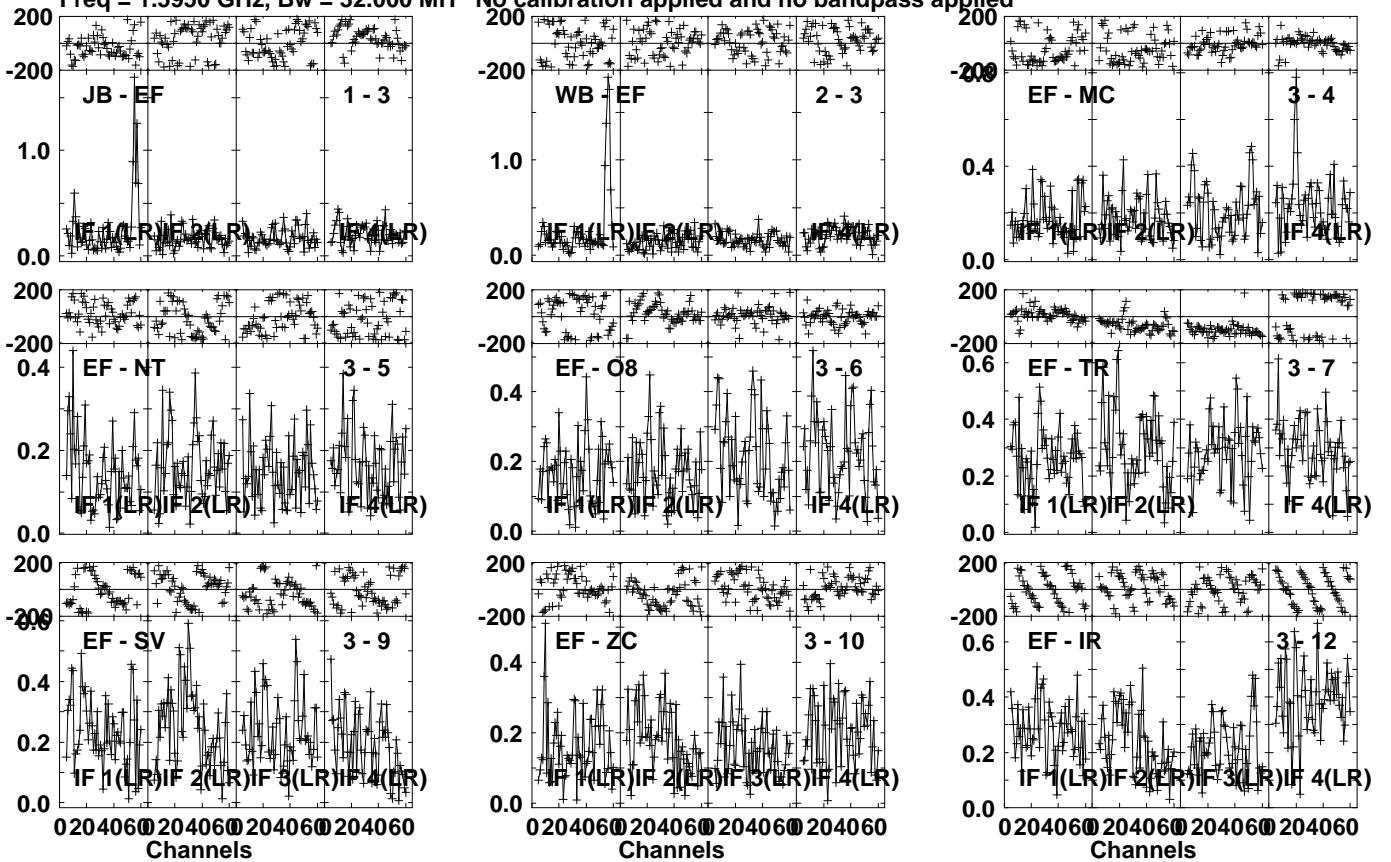 Freq = 1.5950 GHz, Bw = 32.000 MH No calibration applied and no bandpass applied
200
-200
JB - EF 1 - 3
1.0
IF 1(LR) IF 2(LR) IF 4(LR)
0.0
200
-200
WB - EF 2 - 3
1.0
IF 1(LR) IF 2(LR) IF 4(LR)
0.0
200
-200
0.8
EF - MC 3 - 4
0.4
IF 1(LR) IF 2(LR) IF 4(LR)
0.0
200
-200
0.4
EF - NT 3 - 5
0.2
IF 1(LR) IF 2(LR) IF 4(LR)
0.0
200
-200
EF - O8 3 - 6
0.4
0.2
IF 1(LR) IF 2(LR) IF 4(LR)
0.0
200
-200
0.6
EF - TR 3 - 7
0.4
0.2
IF 1(LR) IF 2(LR) IF 4(LR)
0.0
200
-200
0.6
EF - SV 3 - 9
0.4
0.2
IF 1(LR) IF 2(LR) IF 3(LR) IF 4(LR)
0.0
0 20 40 60 0 20 40 60 0 20 40 60 0 20 40 60
Channels
200
-200
EF - ZC 3 - 10
0.4
0.2
IF 1(LR) IF 2(LR) IF 3(LR) IF 4(LR)
0.0
0 20 40 60 0 20 40 60 0 20 40 60 0 20 40 60
Channels
200
-200
0.6
EF - IR 3 - 12
0.4
0.2
IF 1(LR) IF 2(LR) IF 3(LR) IF 4(LR)
0.0
0 20 40 60 0 20 40 60 0 20 40 60 0 20 40 60
Channels